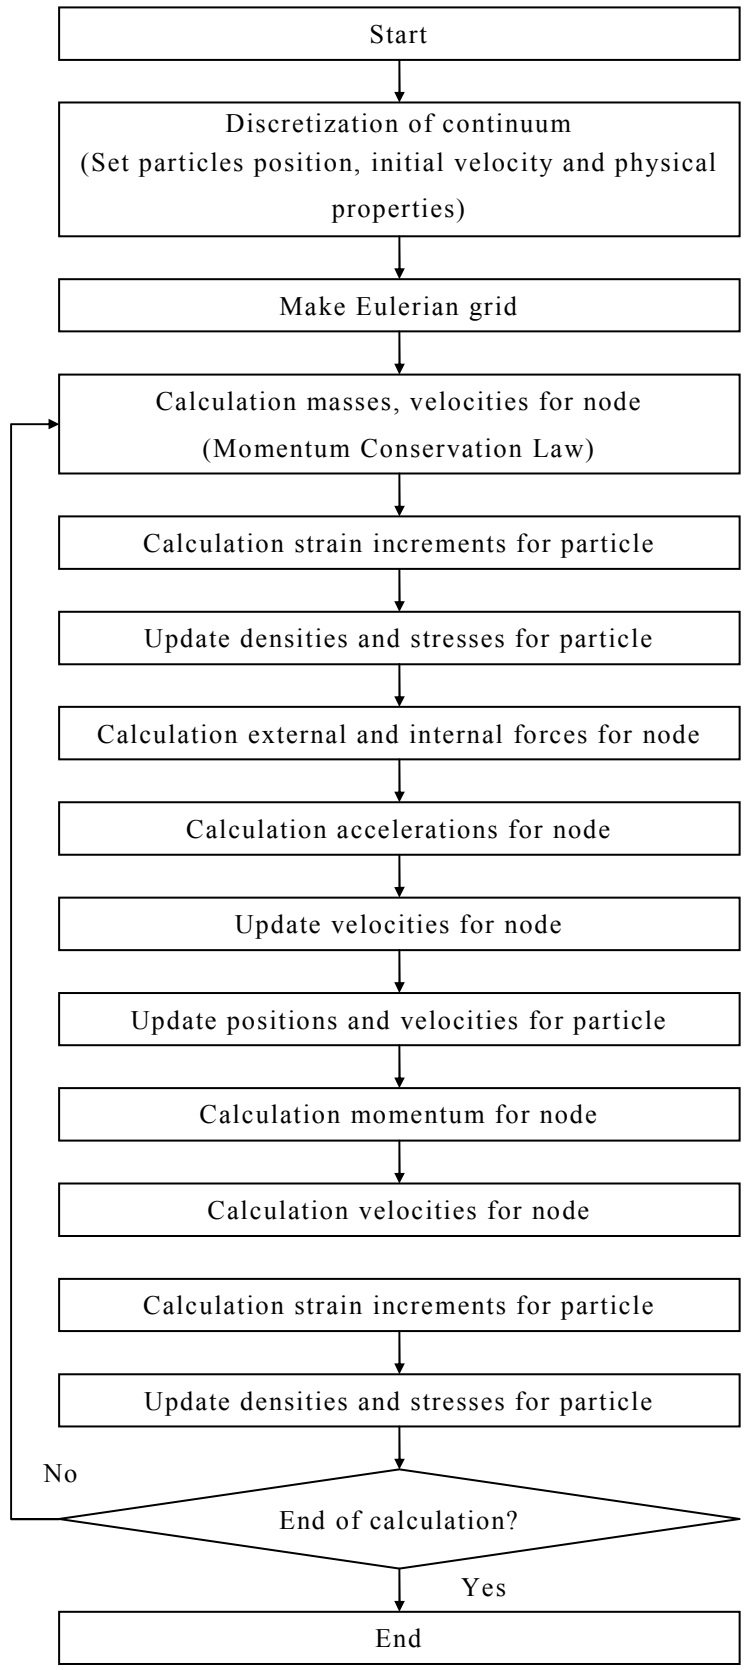 Start
Discretization of continuum
(Set particles position, initial velocity and physical
properties)
Make Eulerian grid
Calculation masses, velocities for node
(Momentum Conservation Law)
Calculation strain increments for particle
Update densities and stresses for particle
Calculation external and internal forces for node
Calculation accelerations for node
Update velocities for node
Update positions and velocities for particle
Calculation momentum for node
Calculation velocities for node
Calculation strain increments for particle
Update densities and stresses for particle
No
End of calculation?
Yes
End